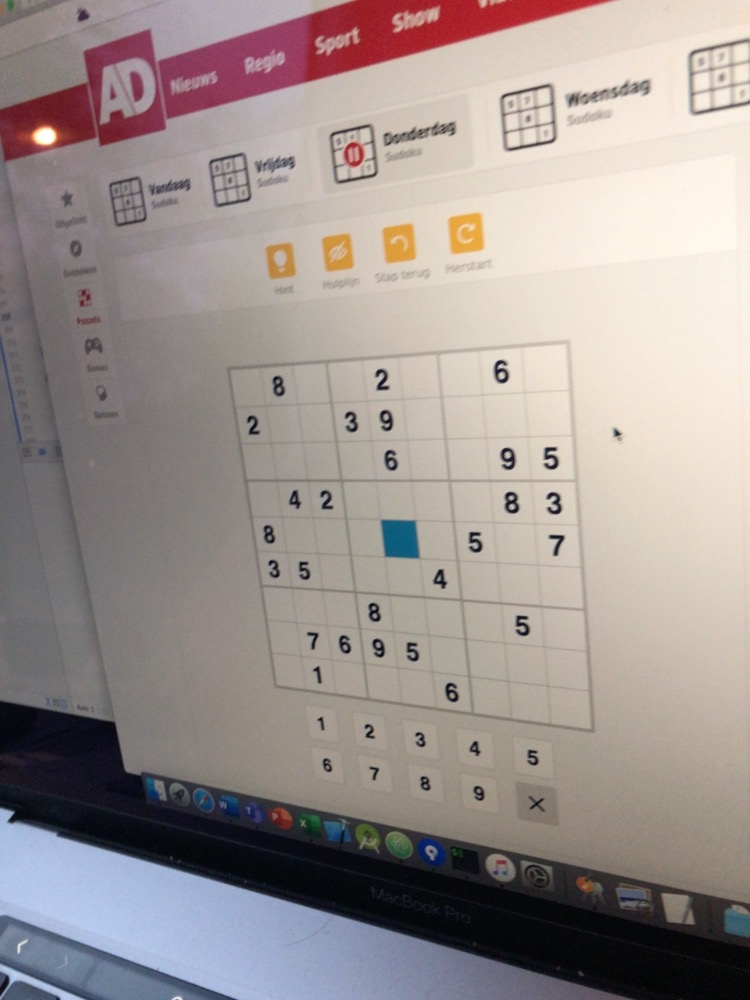 AD Nieuws Regio Sport Show
Vandaag Vrijdag Donderdag Woensdag
Sudoku Sudoku Sudoku Sudoku
Hint Hulplijn Stap terug Herstart
Puzzels
Games
8 2 6
2 3 9
6 9 5
4 2 8 3
8 5 7
3 5 4
8 5
7 6 9 5
1 6
1 2 3 4 5
6 7 8 9 ×
MacBook Pro